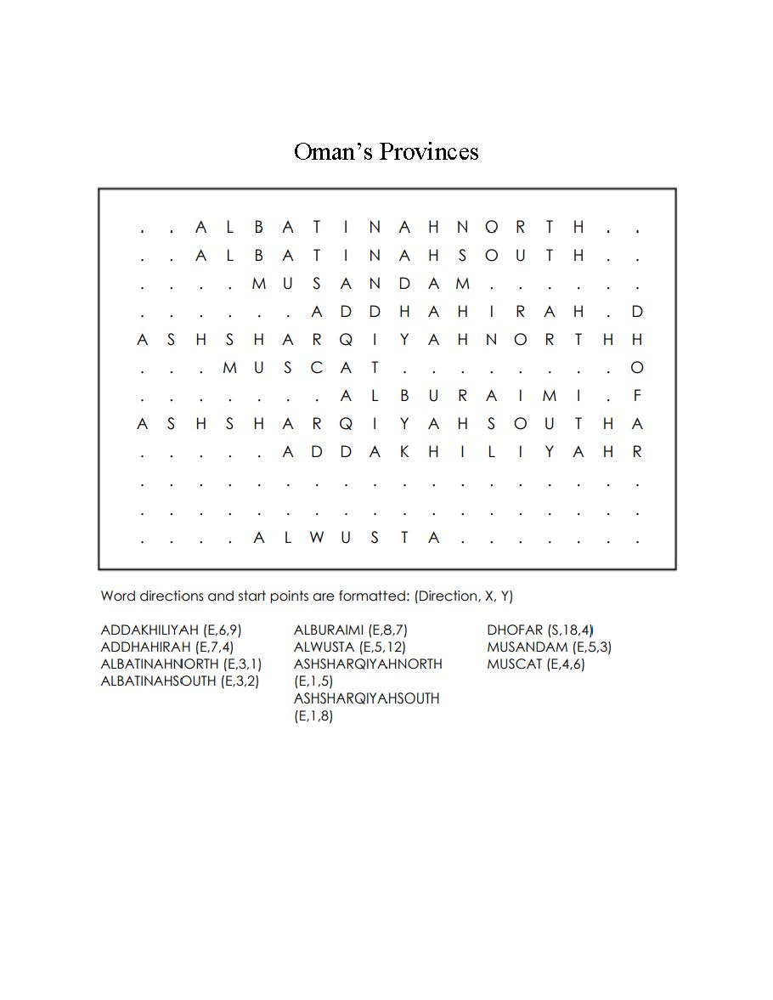 Oman's Provinces
. . A L B A T I N A H N O R T H . .
. . A L B A T I N A H S O U T H . .
. . . . M U S A N D A M . . . . . .
. . . . . . A D D H A H I R A H . D
A S H S H A R Q I Y A H N O R T H H
. . . M U S C A T . . . . . . . . O
. . . . . . . A L B U R A I M I . F
A S H S H A R Q I Y A H S O U T H A
. . . . . A D D A K H I L I Y A H R
. . . . . . . . . . . . . . . . . .
. . . . . . . . . . . . . . . . . .
. . . . A L W U S T A . . . . . . .
Word directions and start points are formatted: (Direction, X, Y)
ADDAKHILIYAH (E,6,9)
ADDHAHIRAH (E,7,4)
ALBATINAHNORTH (E,3,1)
ALBATINAHSOUTH (E,3,2)
ALBURAIMI (E,8,7)
ALWUSTA (E,5,12)
ASHSHARQIYAHNORTH
(E,1,5)
ASHSHARQIYAHSOUTH
(E,1,8)
DHOFAR (S,18,4)
MUSANDAM (E,5,3)
MUSCAT (E,4,6)